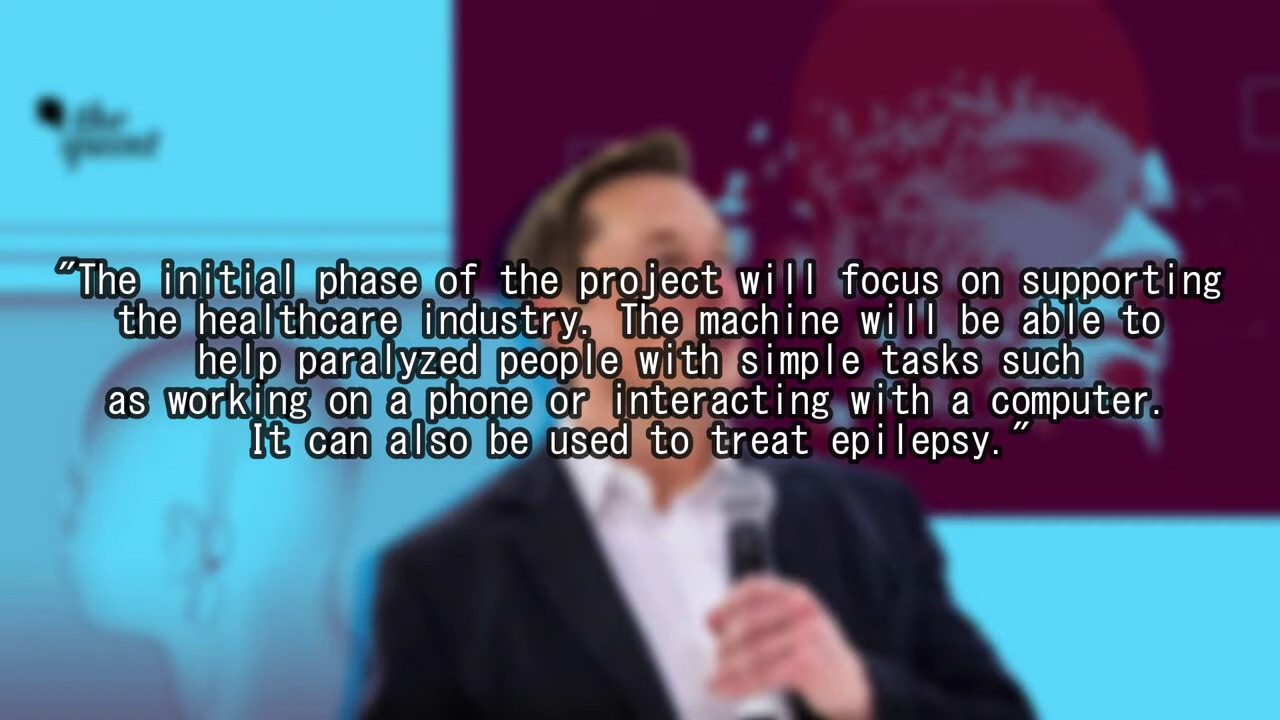 the
quint
"The initial phase of the project will focus on supporting
the healthcare industry. The machine will be able to
help paralyzed people with simple tasks such
as working on a phone or interacting with a computer.
It can also be used to treat epilepsy."